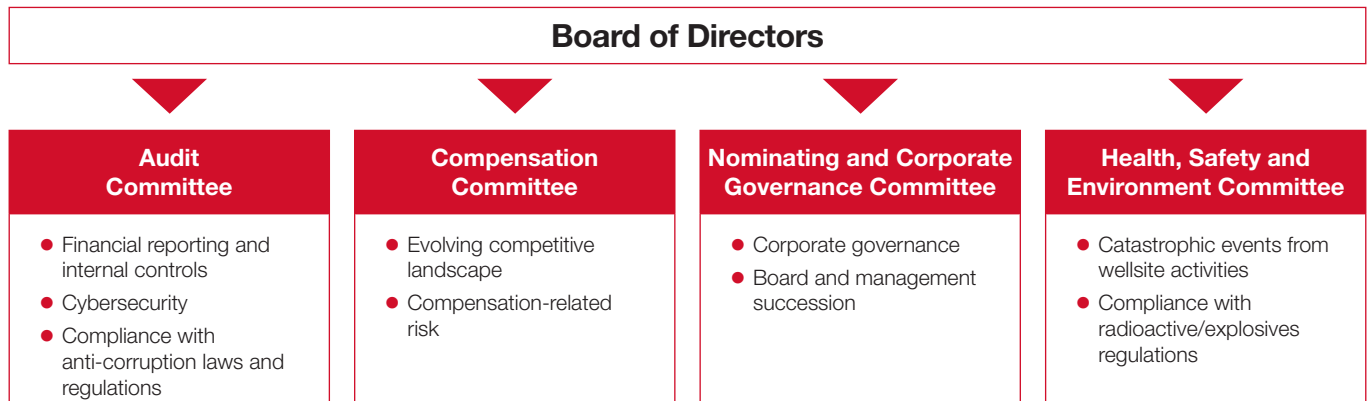 Board of Directors
Audit
Committee
● Financial reporting and
internal controls
● Cybersecurity
● Compliance with
anti-corruption laws and
regulations
Compensation
Committee
● Evolving competitive
landscape
● Compensation-related
risk
Nominating and Corporate
Governance Committee
● Corporate governance
● Board and management
succession
Health, Safety and
Environment Committee
● Catastrophic events from
wellsite activities
● Compliance with
radioactive/explosives
regulations